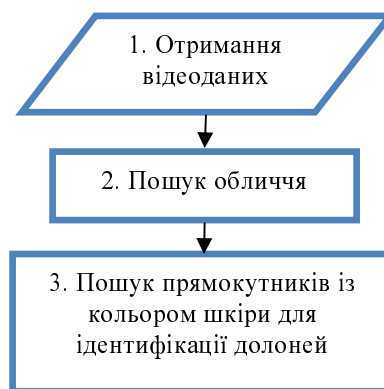 1. Отримання
відеоданих
2. Пошук обличчя
3. Пошук прямокутників із
кольором шкіри для
ідентифікації долоней